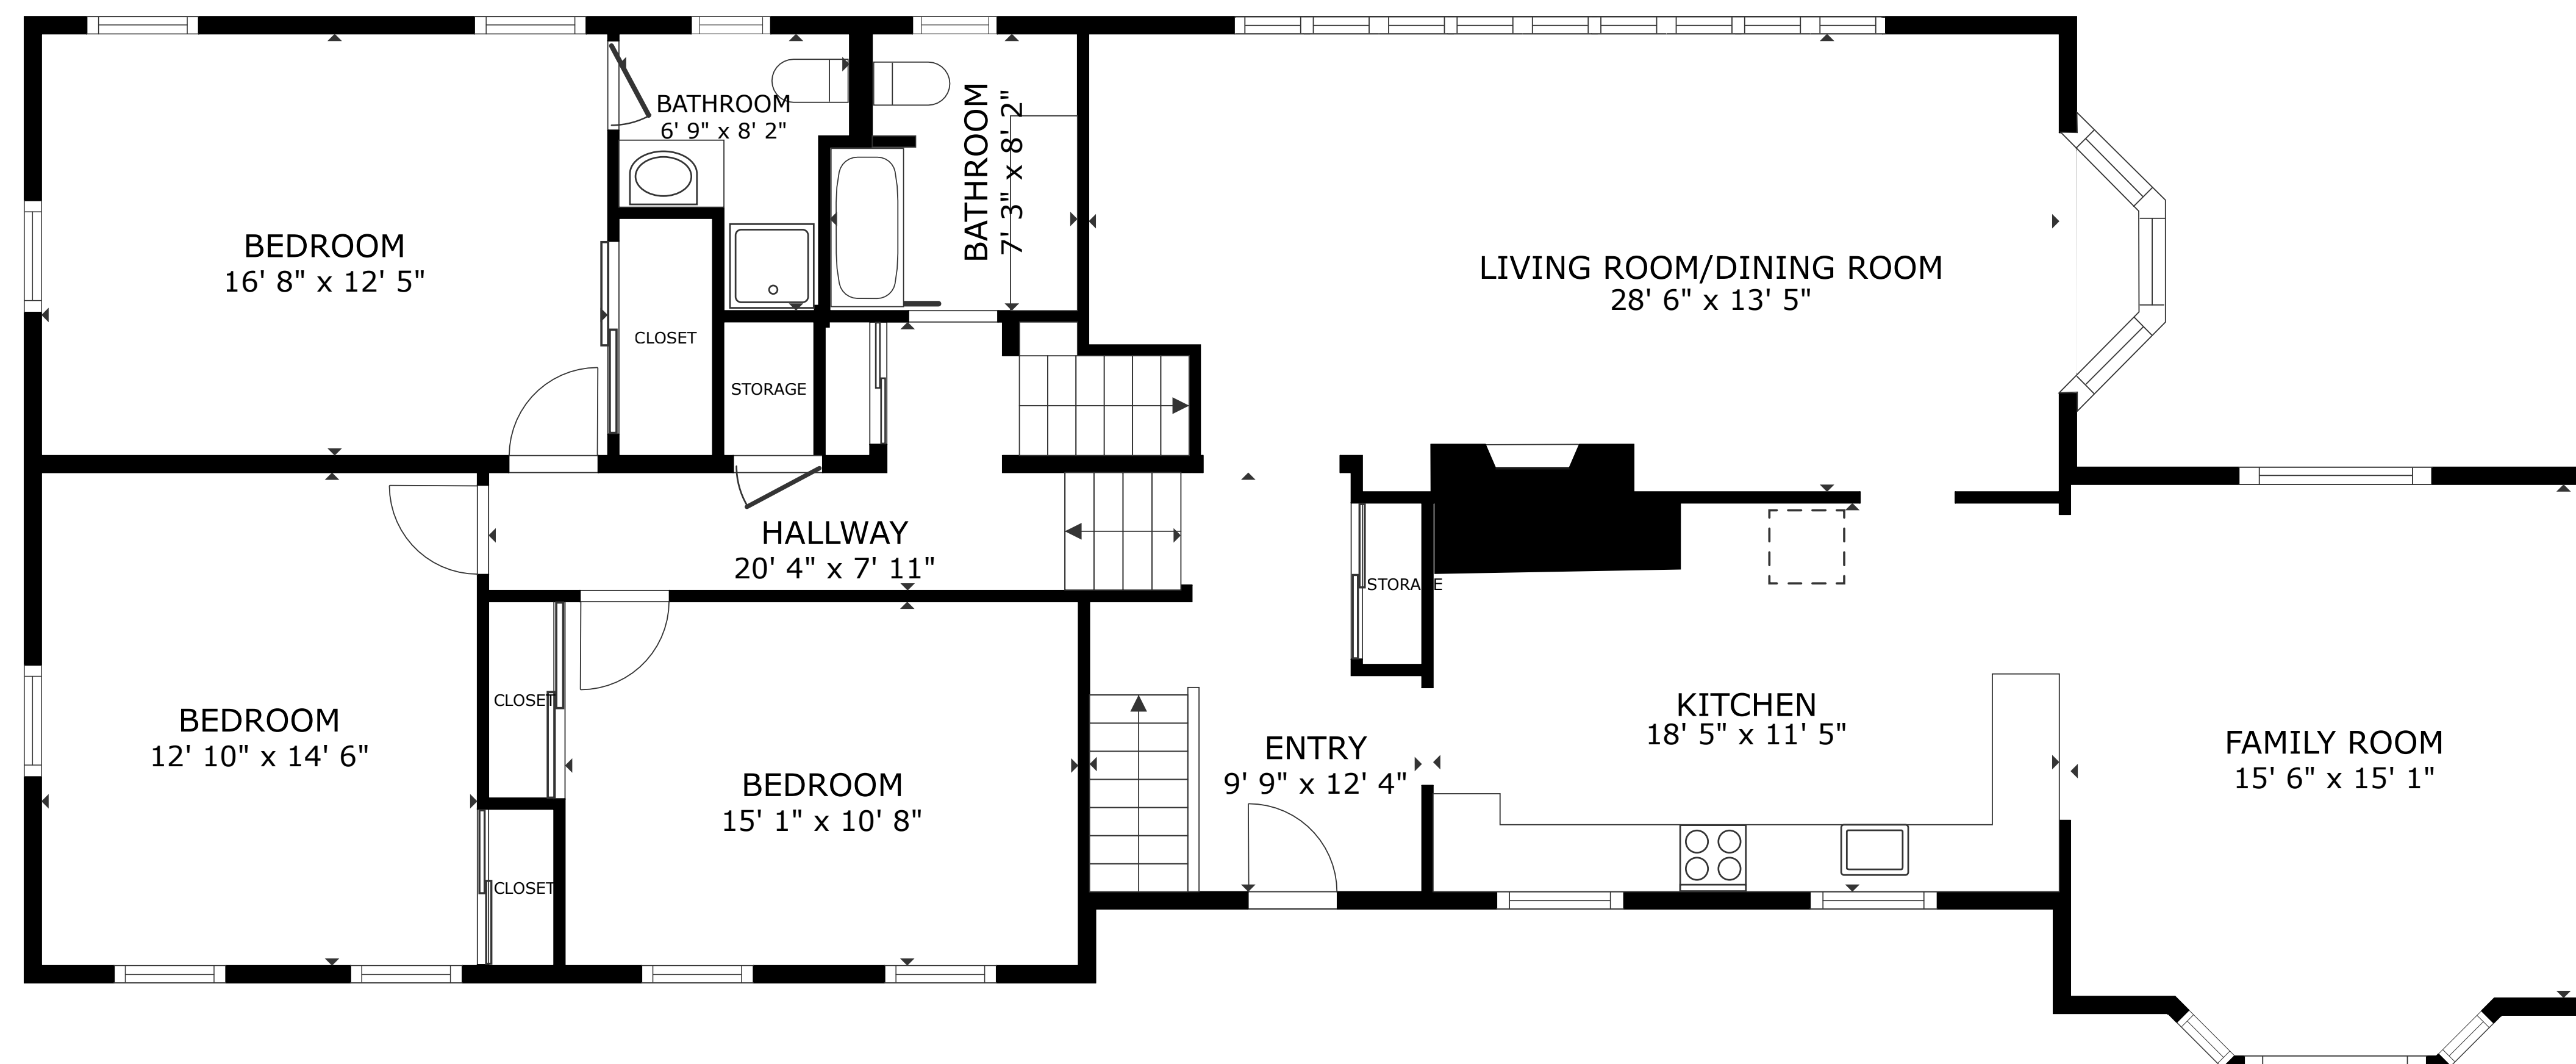 BATHROOM
6' 9" x 8' 2"
BATHROOM
7' 3" x 8' 2"
BEDROOM
16' 8" x 12' 5"
LIVING ROOM/DINING ROOM
28' 6" x 13' 5"
CLOSET
STORAGE
HALLWAY
20' 4" x 7' 11"
STORAGE
CLOSET
BEDROOM
12' 10" x 14' 6"
BEDROOM
15' 1" x 10' 8"
ENTRY
9' 9" x 12' 4"
KITCHEN
18' 5" x 11' 5"
FAMILY ROOM
15' 6" x 15' 1"
CLOSET